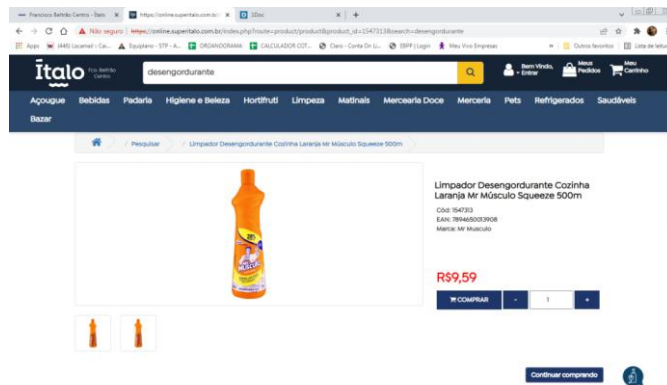 Francisco Beltrão Centro - Ítalo
https://online.superitalo.com.br/
1Doc
Não seguro | https://online.superitalo.com.br/index.php?route=product/product&product_id=1547313&search=desengordurante
Apps
(445) Locamail - Ca...
Equiplano - STP - A...
ORGANOGRAMA
CALCULADOR COT...
Claro - Conta On Li...
Meu Vivo Empresas
Outros favoritos
Lista de leitura
Ítalo
Fco. Beltrão
Centro
desengordurante
Bem Vindo,
Entrar
Meus
Pedidos
Meu
Carrinho
Açougue Bebidas Padaria Higiene e Beleza Hortifruti Limpeza Matinais Mercearia Doce Merceria Pets Refrigerados Saudáveis
Bazar
/ Pesquisar / Limpador Desengordurante Cozinha Laranja Mr Músculo Squeeze 500m
Limpador Desengordurante Cozinha
Laranja Mr Músculo Squeeze 500m
Cód: 1547313
EAN: 7894650013908
Marca: Mr Musculo
MR MUSCULO
R$9,59
COMPRAR - 1 +
Continuar comprando